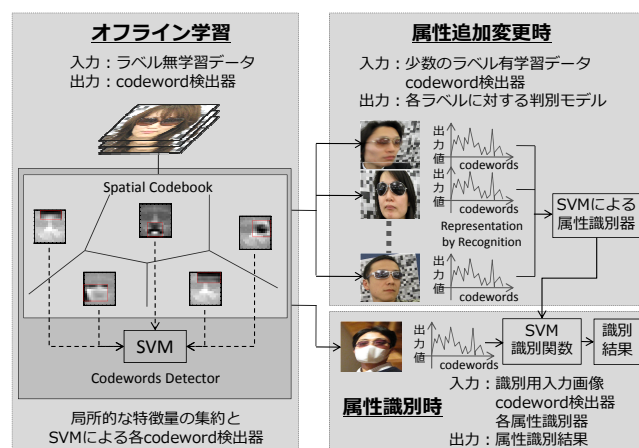 オフライン学習
入力：ラベル無学習データ
出力：codeword検出器
Spatial Codebook
SVM
Codewords Detector
局所的な特徴量の集約と
SVMによる各codeword検出器
属性追加変更時
入力：少数のラベル有学習データ
codeword検出器
出力：各ラベルに対する判別モデル
出力値
codewords
出力値
codewords
Representation
by Recognition
出力値
codewords
SVMによる
属性識別器
出力値
codewords
SVM
識別関数
識別
結果
属性識別時
入力：識別用入力画像
codeword検出器
各属性識別器
出力：属性識別結果